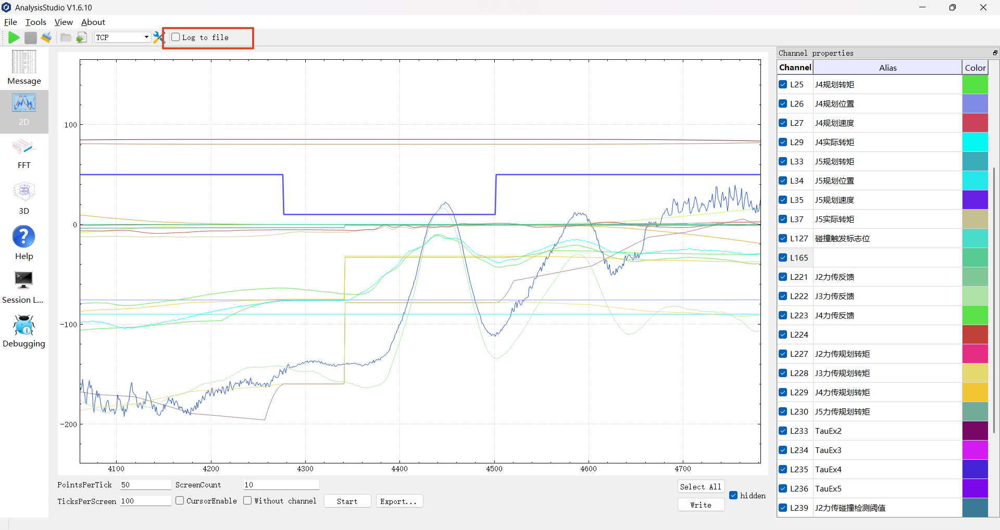 AnalysisStudio V1.6.10
File Tools View About
TCP Log to file
Message
2D
FFT
3D
Help
Session L...
Debugging
100
0
-100
-200
4100 4200 4300 4400 4500 4600 4700
PointsPerTick 50 ScreenCount 10
TicksPerScreen 100 CursorEnable Without channel Start Export...
Select All
Write
hidden
Channel properties
Channel Alias Color
L25 J4规划转矩
L26 J4规划位置
L27 J4规划速度
L29 J4实际转矩
L33 J5规划转矩
L34 J5规划位置
L35 J5规划速度
L37 J5实际转矩
L127 碰撞触发标志位
L165
L221 J2力传反馈
L222 J3力传反馈
L223 J4力传反馈
L224
L227 J2力传规划转矩
L228 J3力传规划转矩
L229 J4力传规划转矩
L230 J5力传规划转矩
L233 TauEx2
L234 TauEx3
L235 TauEx4
L236 TauEx5
L239 J2力传碰撞检测阈值